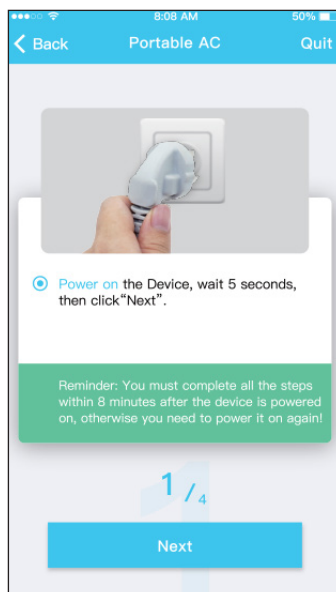 8:08 AM 50%
Back Portable AC Quit
Power on the Device, wait 5 seconds,
then click“Next”.
Reminder: You must complete all the steps
within 8 minutes after the device is powered
on, otherwise you need to power it on again!
1/4
Next